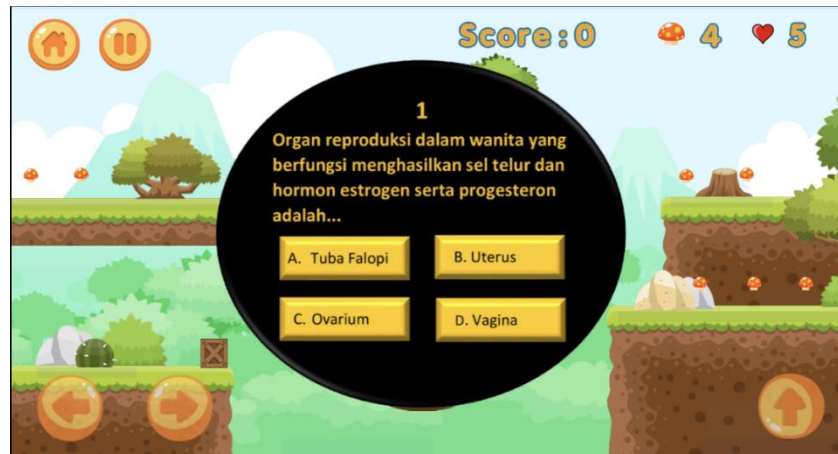 Score : 0
4
5
1
Organ reproduksi dalam wanita yang
berfungsi menghasilkan sel telur dan
hormon estrogen serta progesteron
adalah...
A. Tuba Falopi
B. Uterus
C. Ovarium
D. Vagina